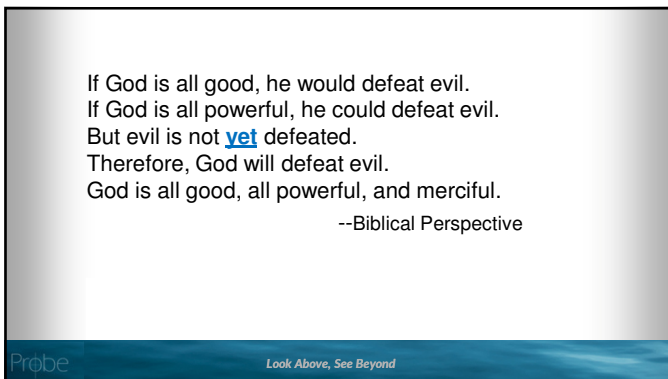 If God is all good, he would defeat evil.
If God is all powerful, he could defeat evil.
But evil is not yet defeated.
Therefore, God will defeat evil.
God is all good, all powerful, and merciful.
--Biblical Perspective
Probe
Look Above, See Beyond